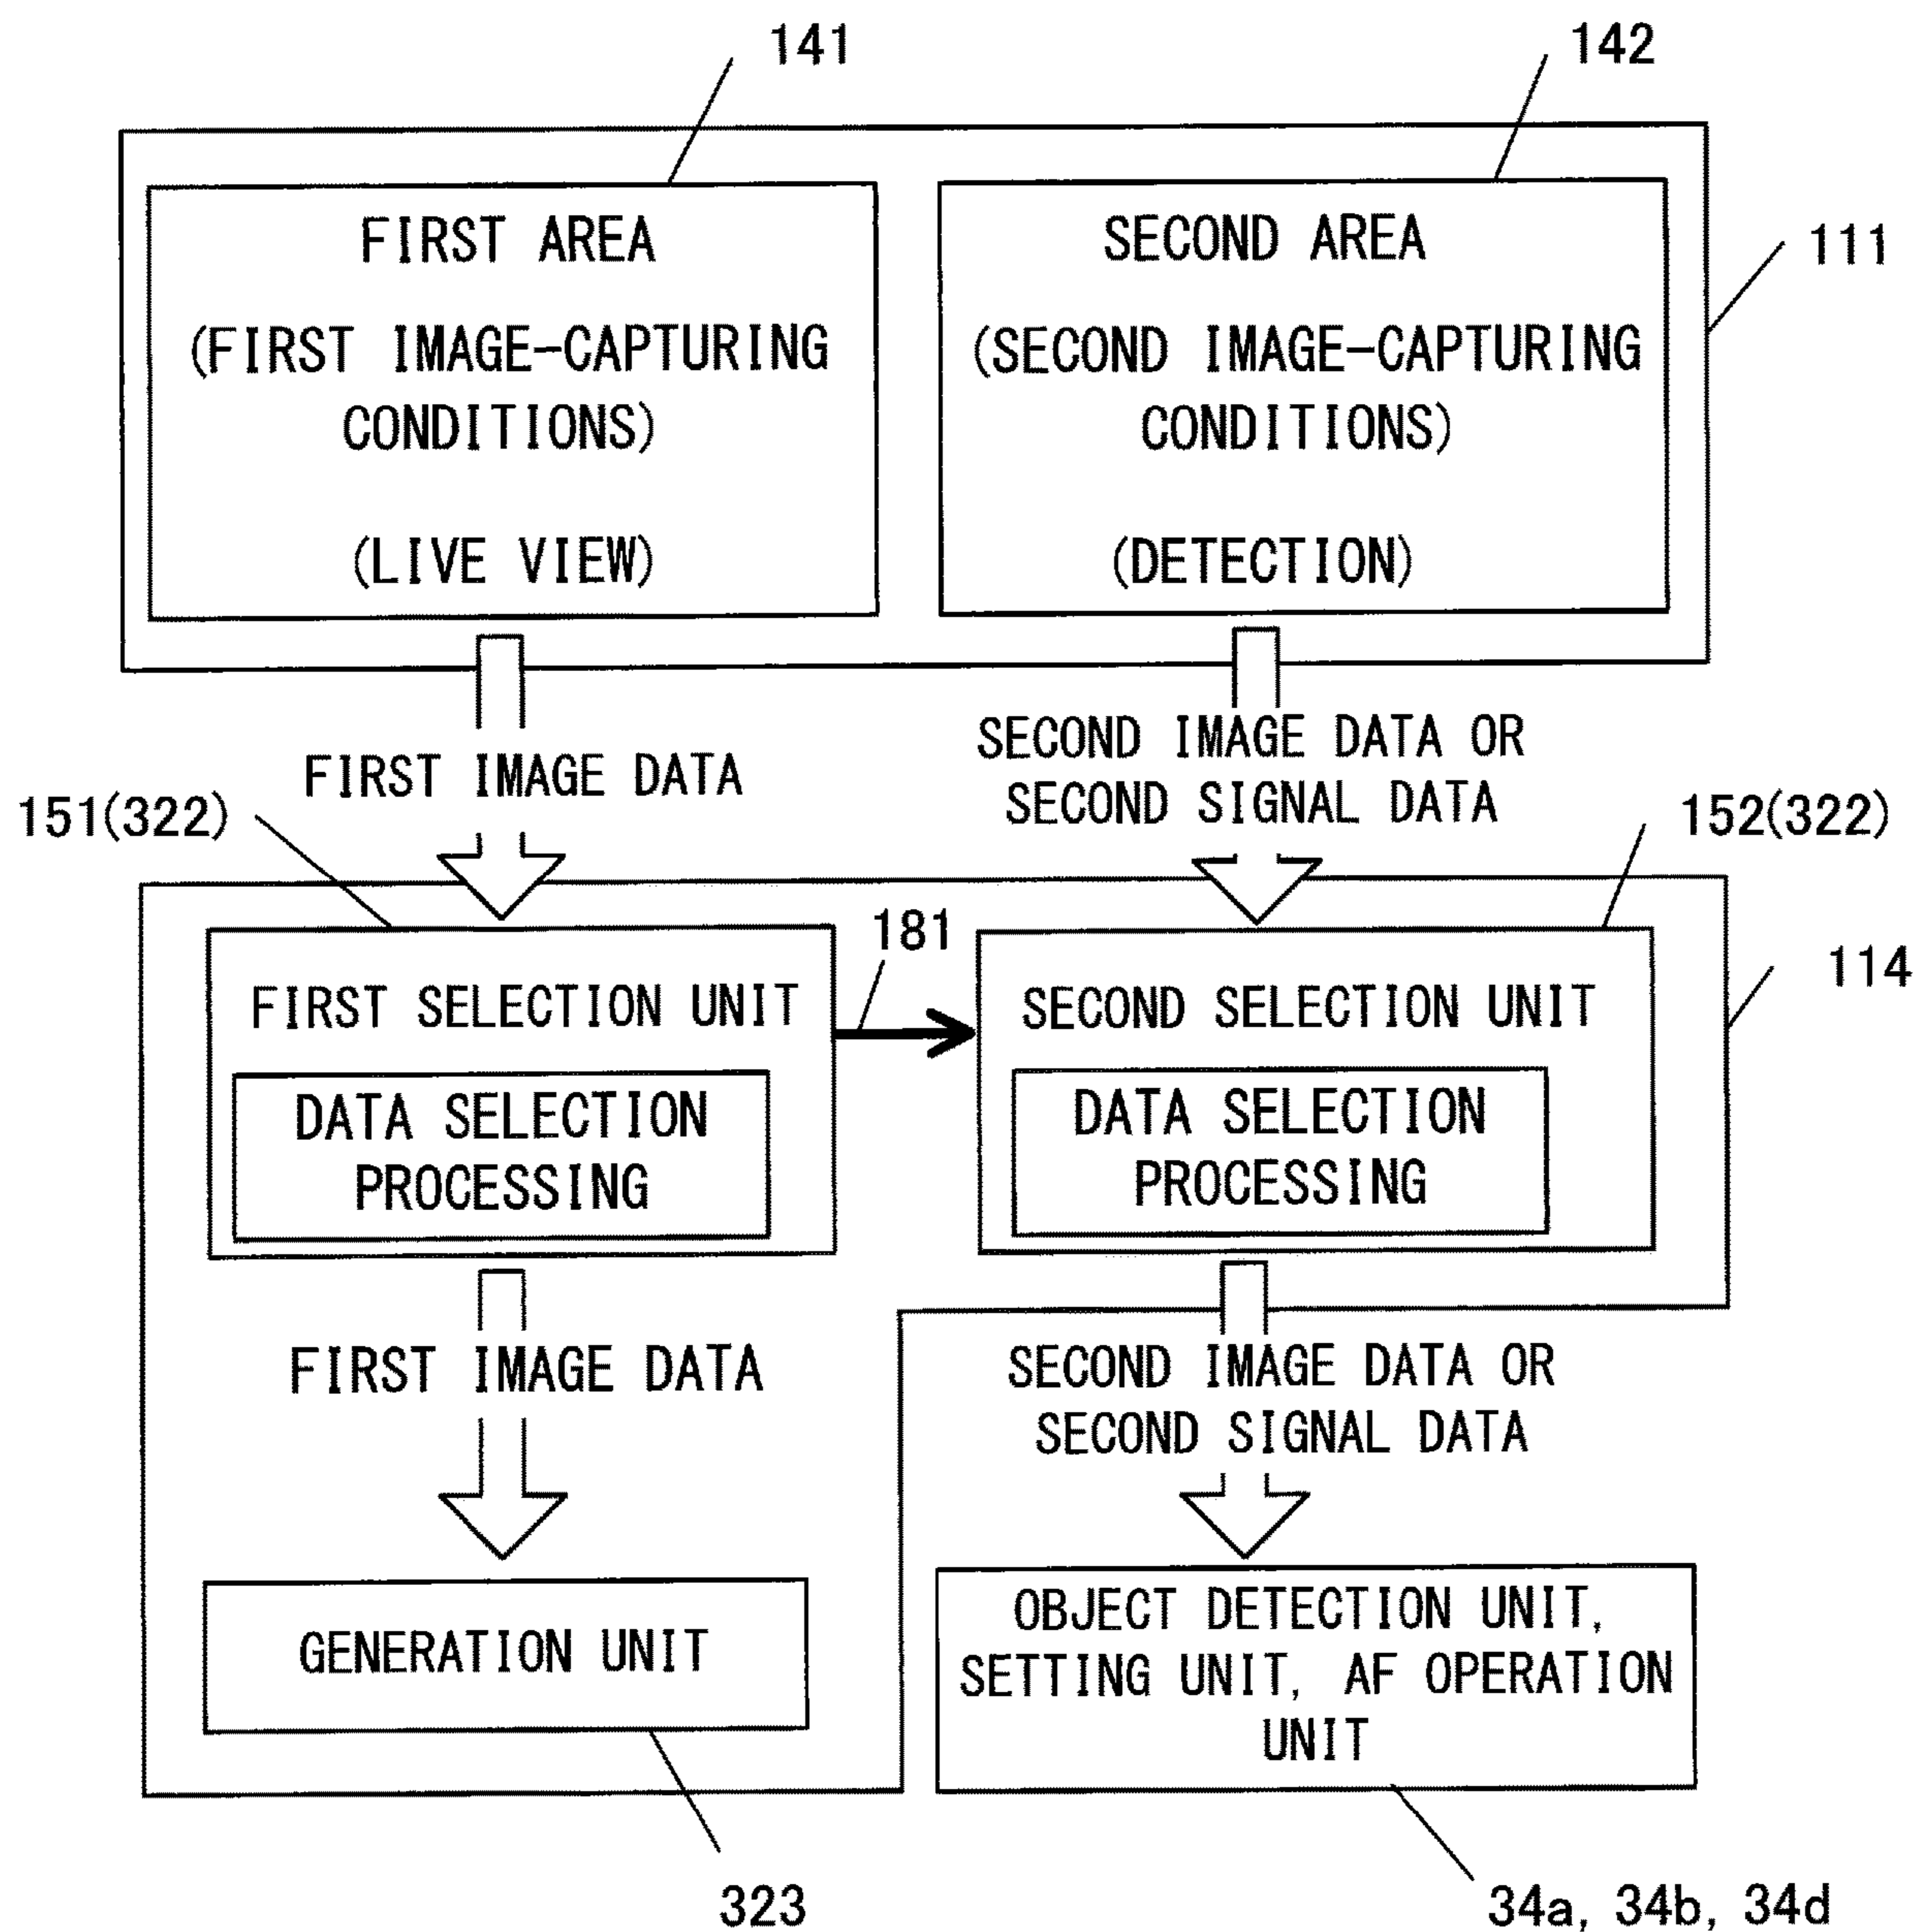 141
142
FIRST AREA
(FIRST IMAGE-CAPTURING
CONDITIONS)
(LIVE VIEW)
SECOND AREA
(SECOND IMAGE-CAPTURING
CONDITIONS)
(DETECTION)
111
FIRST IMAGE DATA
SECOND IMAGE DATA OR
SECOND SIGNAL DATA
151(322)
152(322)
181
114
FIRST SELECTION UNIT
DATA SELECTION
PROCESSING
SECOND SELECTION UNIT
DATA SELECTION
PROCESSING
FIRST IMAGE DATA
SECOND IMAGE DATA OR
SECOND SIGNAL DATA
GENERATION UNIT
OBJECT DETECTION UNIT,
SETTING UNIT, AF OPERATION
UNIT
323
34a, 34b, 34d